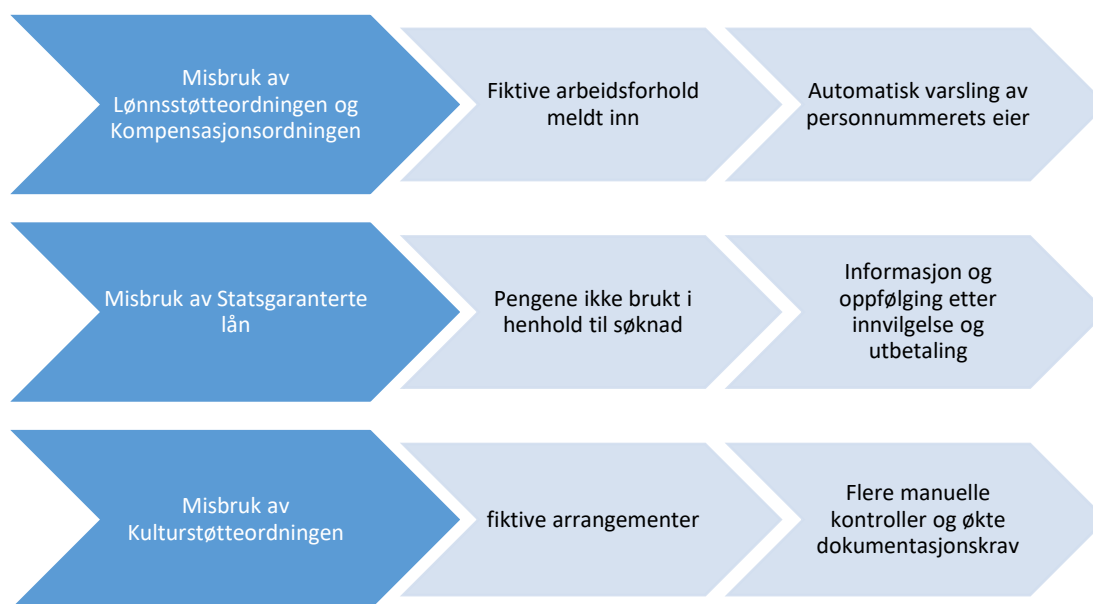 Misbruk av
Lønnsstøtteordningen og
Kompensasjonsordningen
Fiktive arbeidsforhold
meldt inn
Automatisk varsling av
personnummerets eier
Misbruk av Statsgaranterte
lån
Pengene ikke brukt i
henhold til søknad
Informasjon og
oppfølging etter
innvilgelse og
utbetaling
Misbruk av
Kulturstøtteordningen
fiktive arrangementer
Flere manuelle
kontroller og økte
dokumentasjonskrav